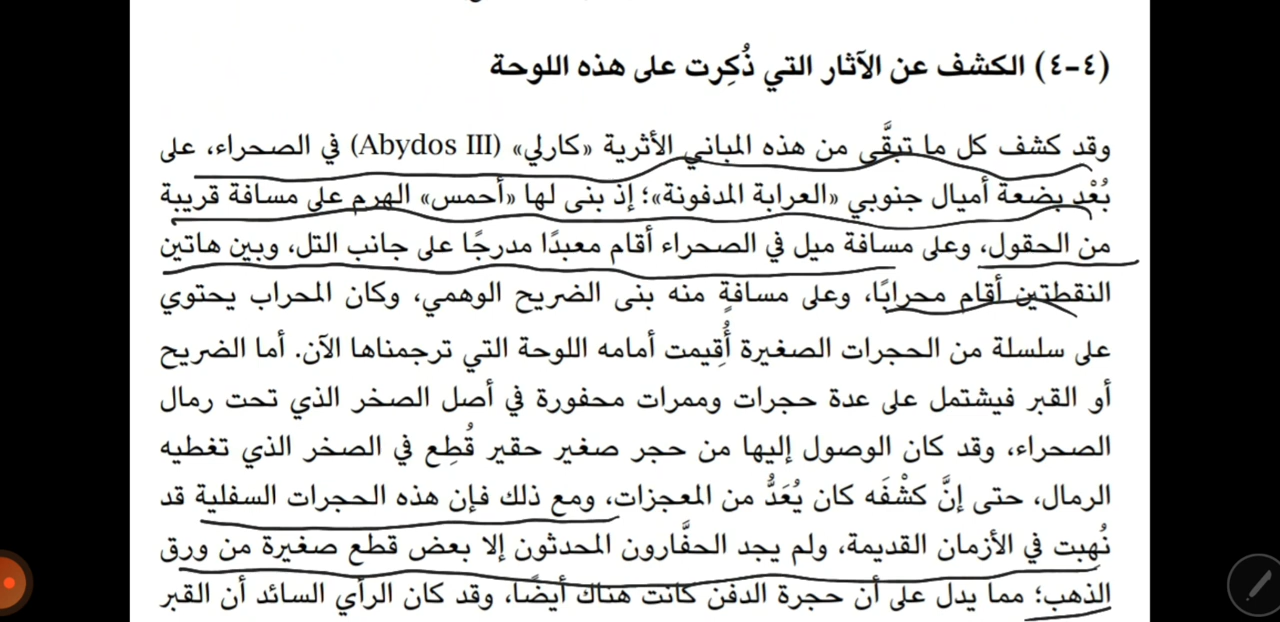 (٤-٤) الكشف عن الآثار التي ذُكِرت على هذه اللوحة
وقد كشف كل ما تبقَّى من هذه المباني الأثرية «كارلي» (Abydos III) في الصحراء، على
بُعْد بضعة أميال جنوبي «العرابة المدفونة»؛ إذ بنى لها «أحمس» الهرم على مسافة قريبة
من الحقول، وعلى مسافة ميل في الصحراء أقام معبدًا مدرجًا على جانب التل، وبين هاتين
النقطتين أقام محرابًا، وعلى مسافةٍ منه بنى الضريح الوهمي، وكان المحراب يحتوي
على سلسلة من الحجرات الصغيرة أُقِيمت أمامه اللوحة التي ترجمناها الآن. أما الضريح
أو القبر فيشتمل على عدة حجرات وممرات محفورة في أصل الصخر الذي تحت رمال
الصحراء، وقد كان الوصول إليها من حجر صغير حقير قُطِع في الصخر الذي تغطيه
الرمال، حتى إنَّ كشْفَه كان يُعَدُّ من المعجزات، ومع ذلك فإن هذه الحجرات السفلية قد
نُهِبت في الأزمان القديمة، ولم يجد الحفَّارون المحدثون إلا بعض قطع صغيرة من ورق
الذهب؛ مما يدل على أن حجرة الدفن كانت هناك أيضًا، وقد كان الرأي السائد أن القبر